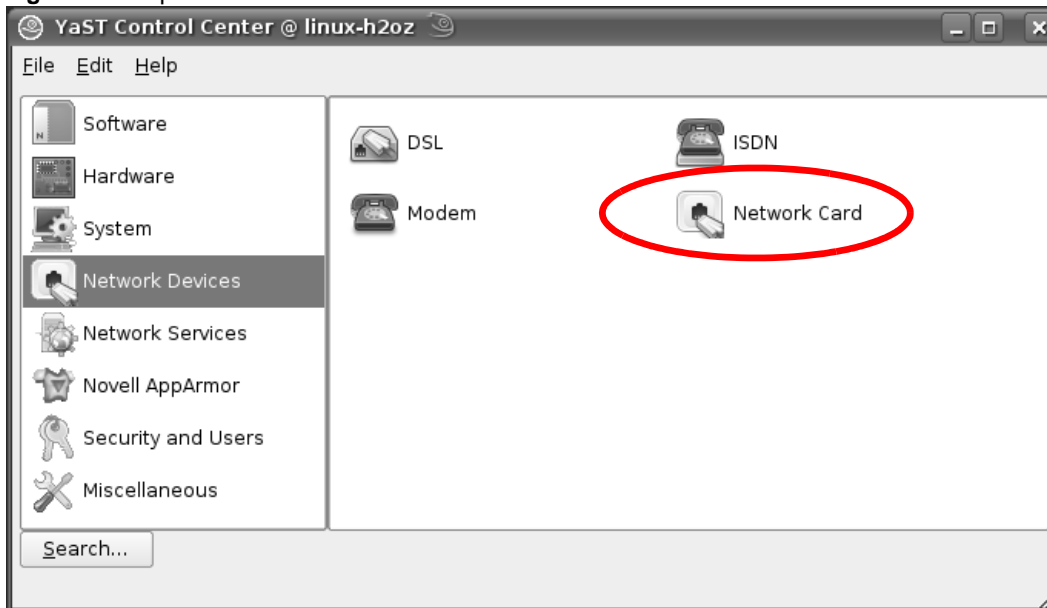 YaST Control Center @ linux-h2oz
File Edit Help
Software
Hardware
System
Network Devices
Network Services
Novell AppArmor
Security and Users
Miscellaneous
DSL
ISDN
Modem
Network Card
Search...